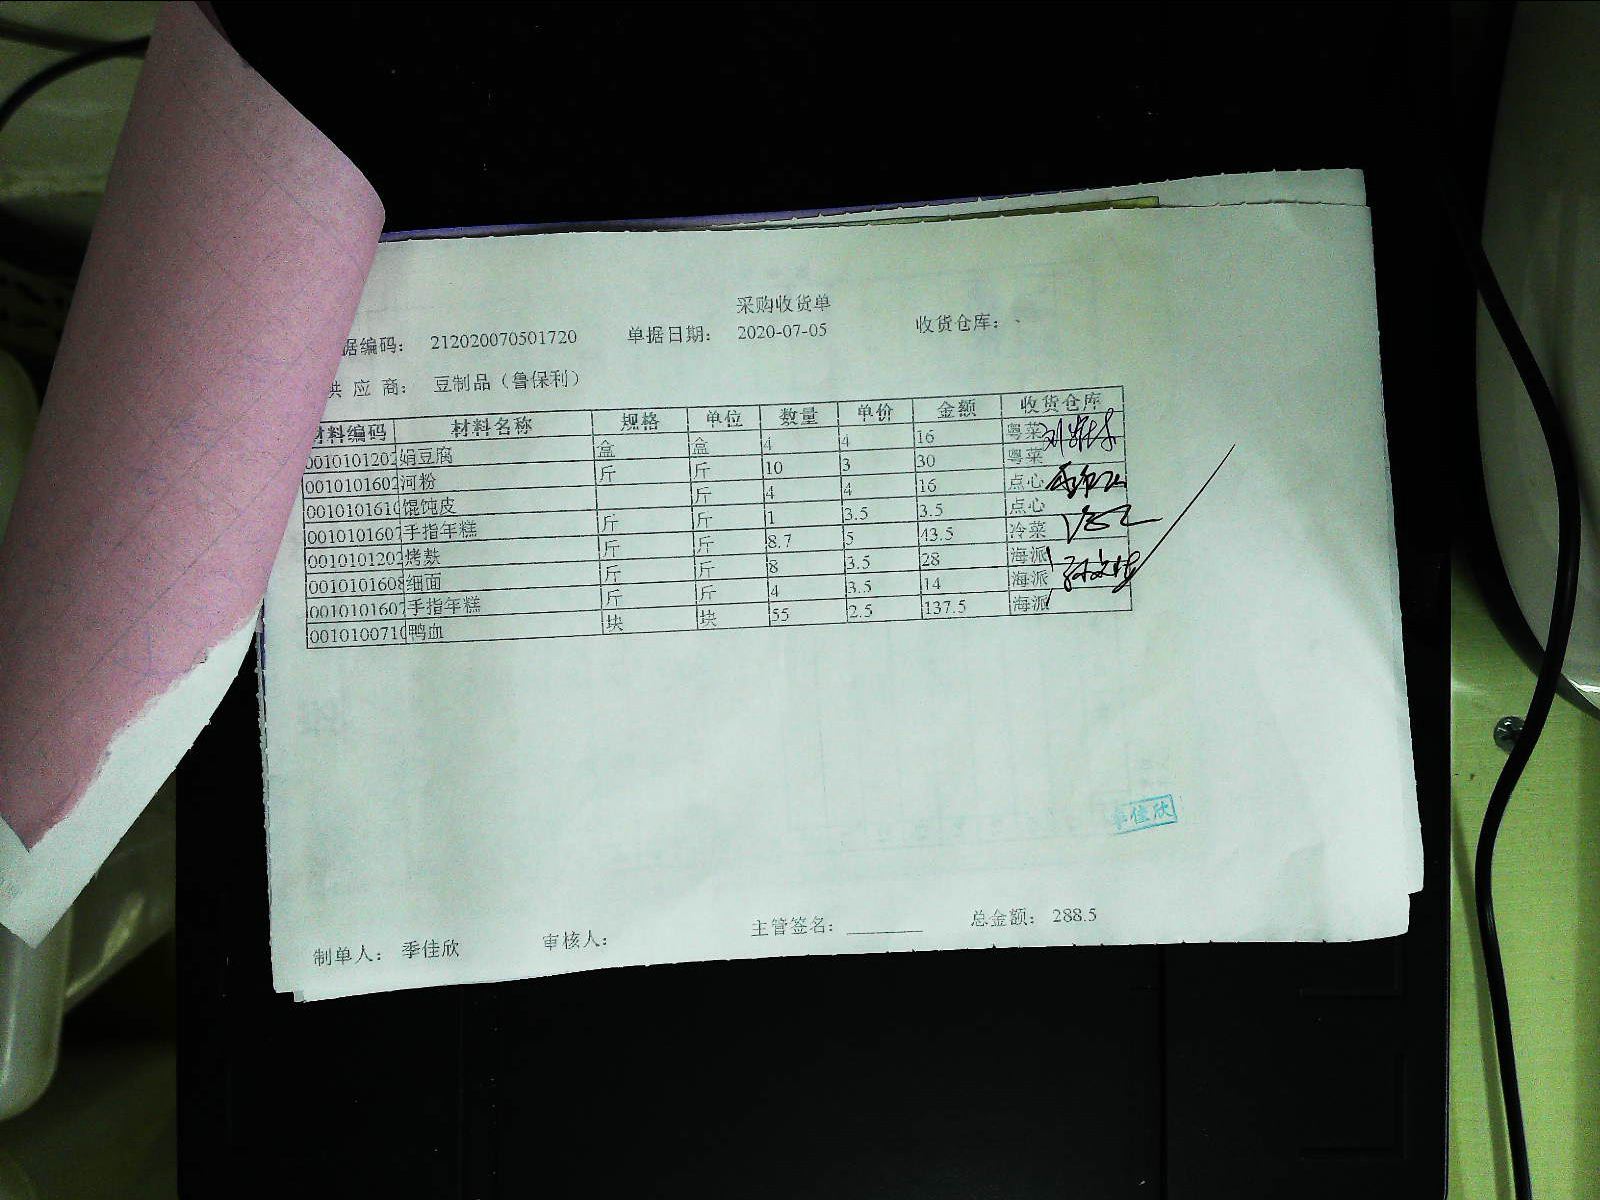 采购收货单
据编码： 212020070501720 单据日期： 2020-07-05 收货仓库：
供 应 商： 豆制品（鲁保利）
材料编码 材料名称 规格 单位 数量 单价 金额 收货仓库
0010101202 娟豆腐 盒 盒 4 4 16 粤菜
0010101602 河粉 斤 斤 10 3 30 粤菜
0010101610 馄饨皮 斤 4 4 16 点心
0010101607 手指年糕 斤 斤 1 3.5 3.5 点心
0010101202 烤麸 斤 斤 8.7 5 43.5 冷菜
0010101608 细面 斤 斤 8 3.5 28 海派
0010101607 手指年糕 斤 斤 4 3.5 14 海派
0010100710 鸭血 块 块 55 2.5 137.5 海派
季佳欣
制单人： 季佳欣 审核人： 主管签名： 总金额： 288.5